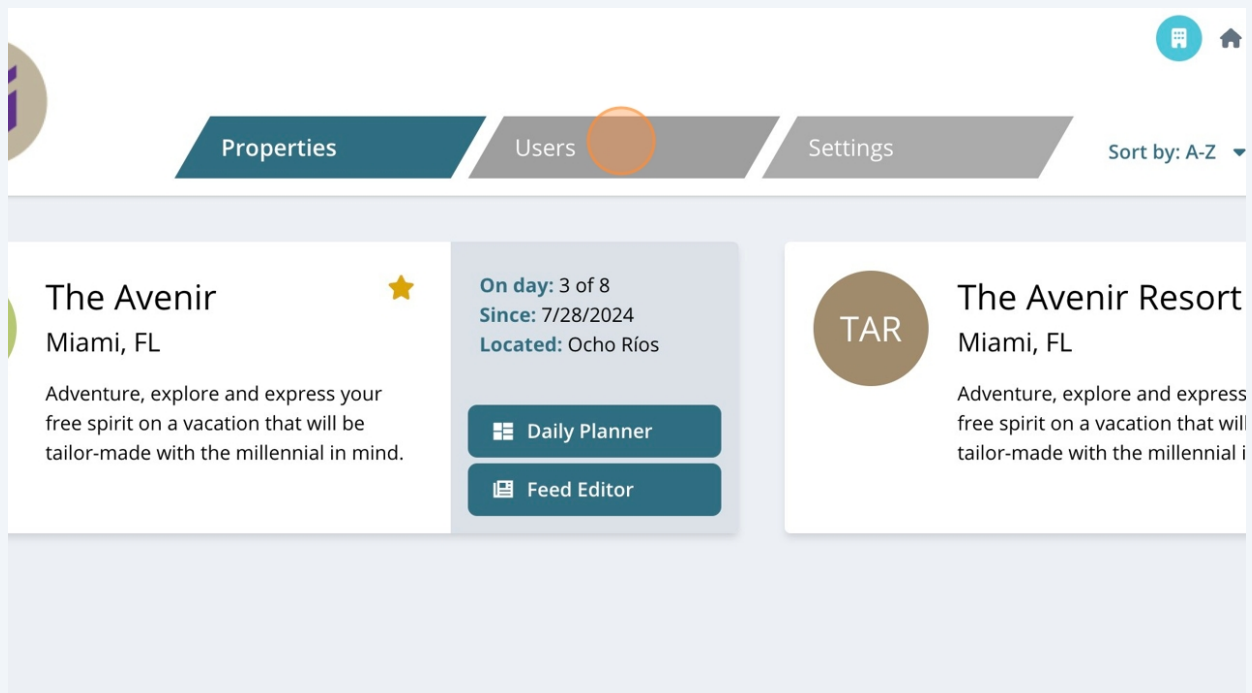 Properties
Users
Settings
Sort by: A-Z
The Avenir
Miami, FL
Adventure, explore and express your
free spirit on a vacation that will be
tailor-made with the millennial in mind.
On day: 3 of 8
Since: 7/28/2024
Located: Ocho Ríos
Daily Planner
Feed Editor
TAR
The Avenir Resort
Miami, FL
Adventure, explore and express
free spirit on a vacation that will
tailor-made with the millennial i